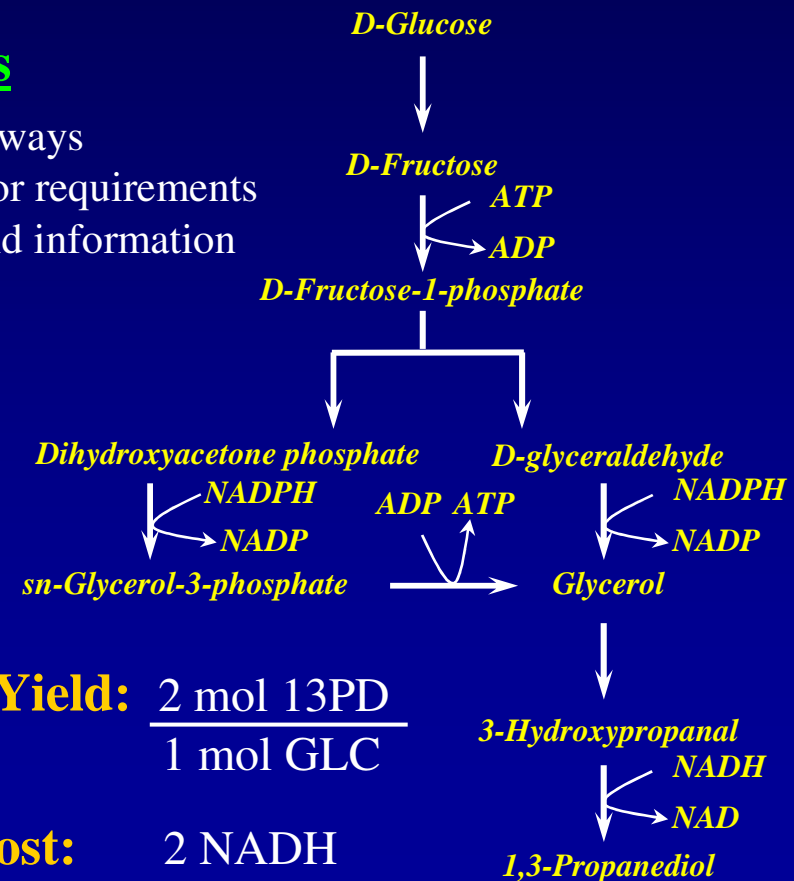 D-Glucose
s
ways
or requirements
d information
D-Fructose
ATP
ADP
D-Fructose-1-phosphate
Dihydroxyacetone phosphate
D-glyceraldehyde
NADPH
NADP
ADP ATP
NADPH
NADP
sn-Glycerol-3-phosphate
Glycerol
Yield: 2 mol 13PD
1 mol GLC
3-Hydroxypropanal
NADH
NAD
ost: 2 NADH
1,3-Propanediol